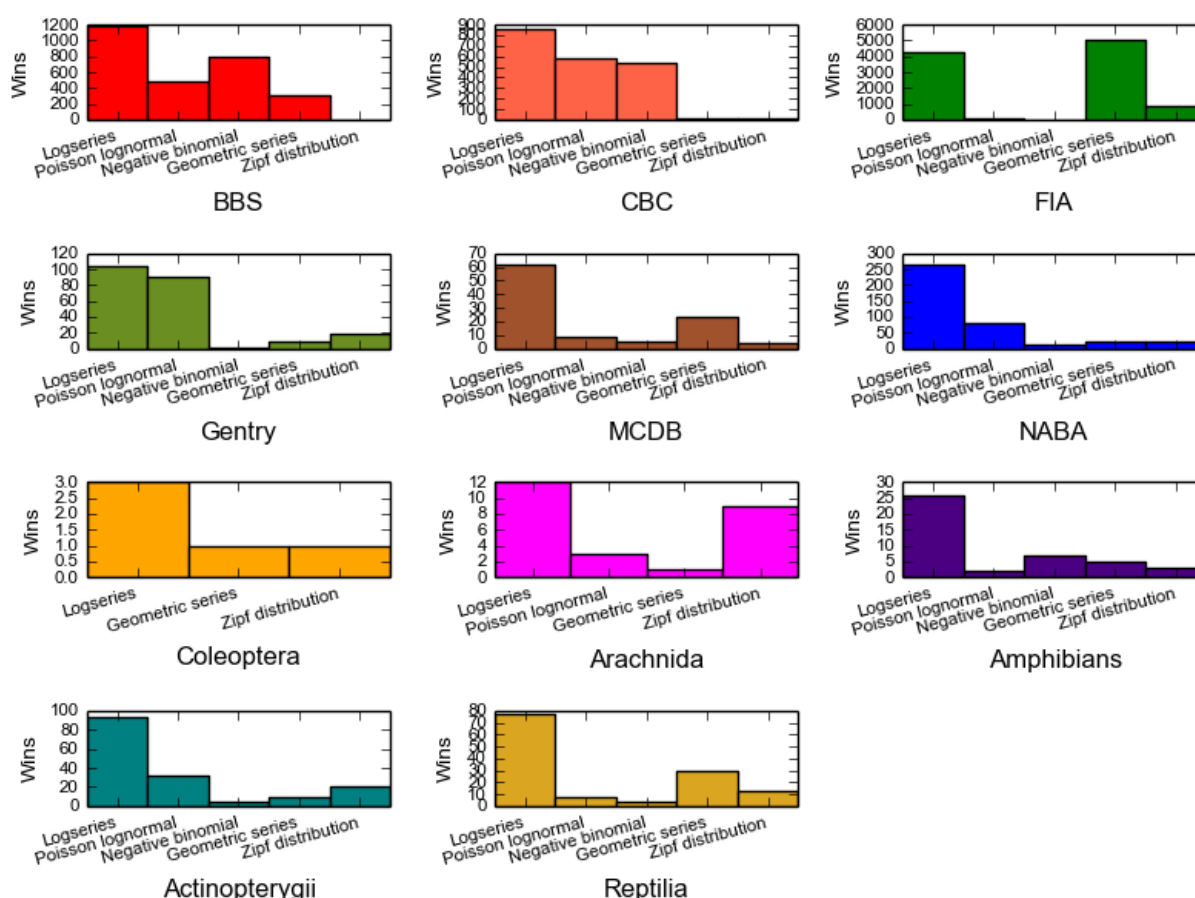 Wins
1200
1000
800
600
400
200
0
Logseries
Poisson lognormal
Negative binomial
Geometric series
Zipf distribution
BBS
Wins
900
800
700
600
500
400
300
200
100
0
Logseries
Poisson lognormal
Negative binomial
Geometric series
Zipf distribution
CBC
Wins
6000
5000
4000
3000
2000
1000
0
Logseries
Poisson lognormal
Negative binomial
Geometric series
Zipf distribution
FIA
Wins
120
100
80
60
40
20
0
Logseries
Poisson lognormal
Negative binomial
Geometric series
Zipf distribution
Gentry
Wins
70
60
50
40
30
20
10
0
Logseries
Poisson lognormal
Negative binomial
Geometric series
Zipf distribution
MCDB
Wins
300
250
200
150
100
50
0
Logseries
Poisson lognormal
Negative binomial
Geometric series
Zipf distribution
NABA
Wins
3.0
2.5
2.0
1.5
1.0
0.5
0.0
Logseries
Geometric series
Zipf distribution
Coleoptera
Wins
12
10
8
6
4
2
0
Logseries
Poisson lognormal
Geometric series
Zipf distribution
Arachnida
Wins
30
25
20
15
10
5
0
Logseries
Poisson lognormal
Negative binomial
Geometric series
Zipf distribution
Amphibians
Wins
100
80
60
40
20
0
Logseries
Poisson lognormal
Negative binomial
Geometric series
Zipf distribution
Actinopterygii
Wins
80
70
60
50
40
30
20
10
0
Logseries
Poisson lognormal
Negative binomial
Geometric series
Zipf distribution
Reptilia